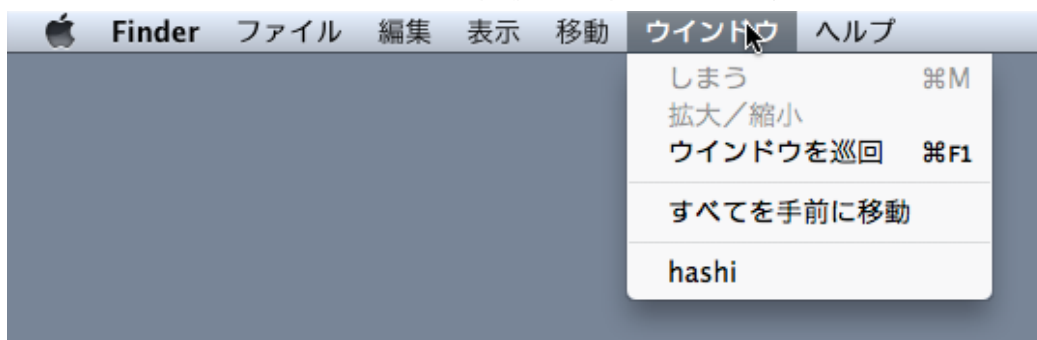 Finder ファイル 編集 表示 移動 ウインドウ ヘルプ
しまう ⌘M
拡大／縮小
ウインドウを巡回 ⌘F1
すべてを手前に移動
hashi